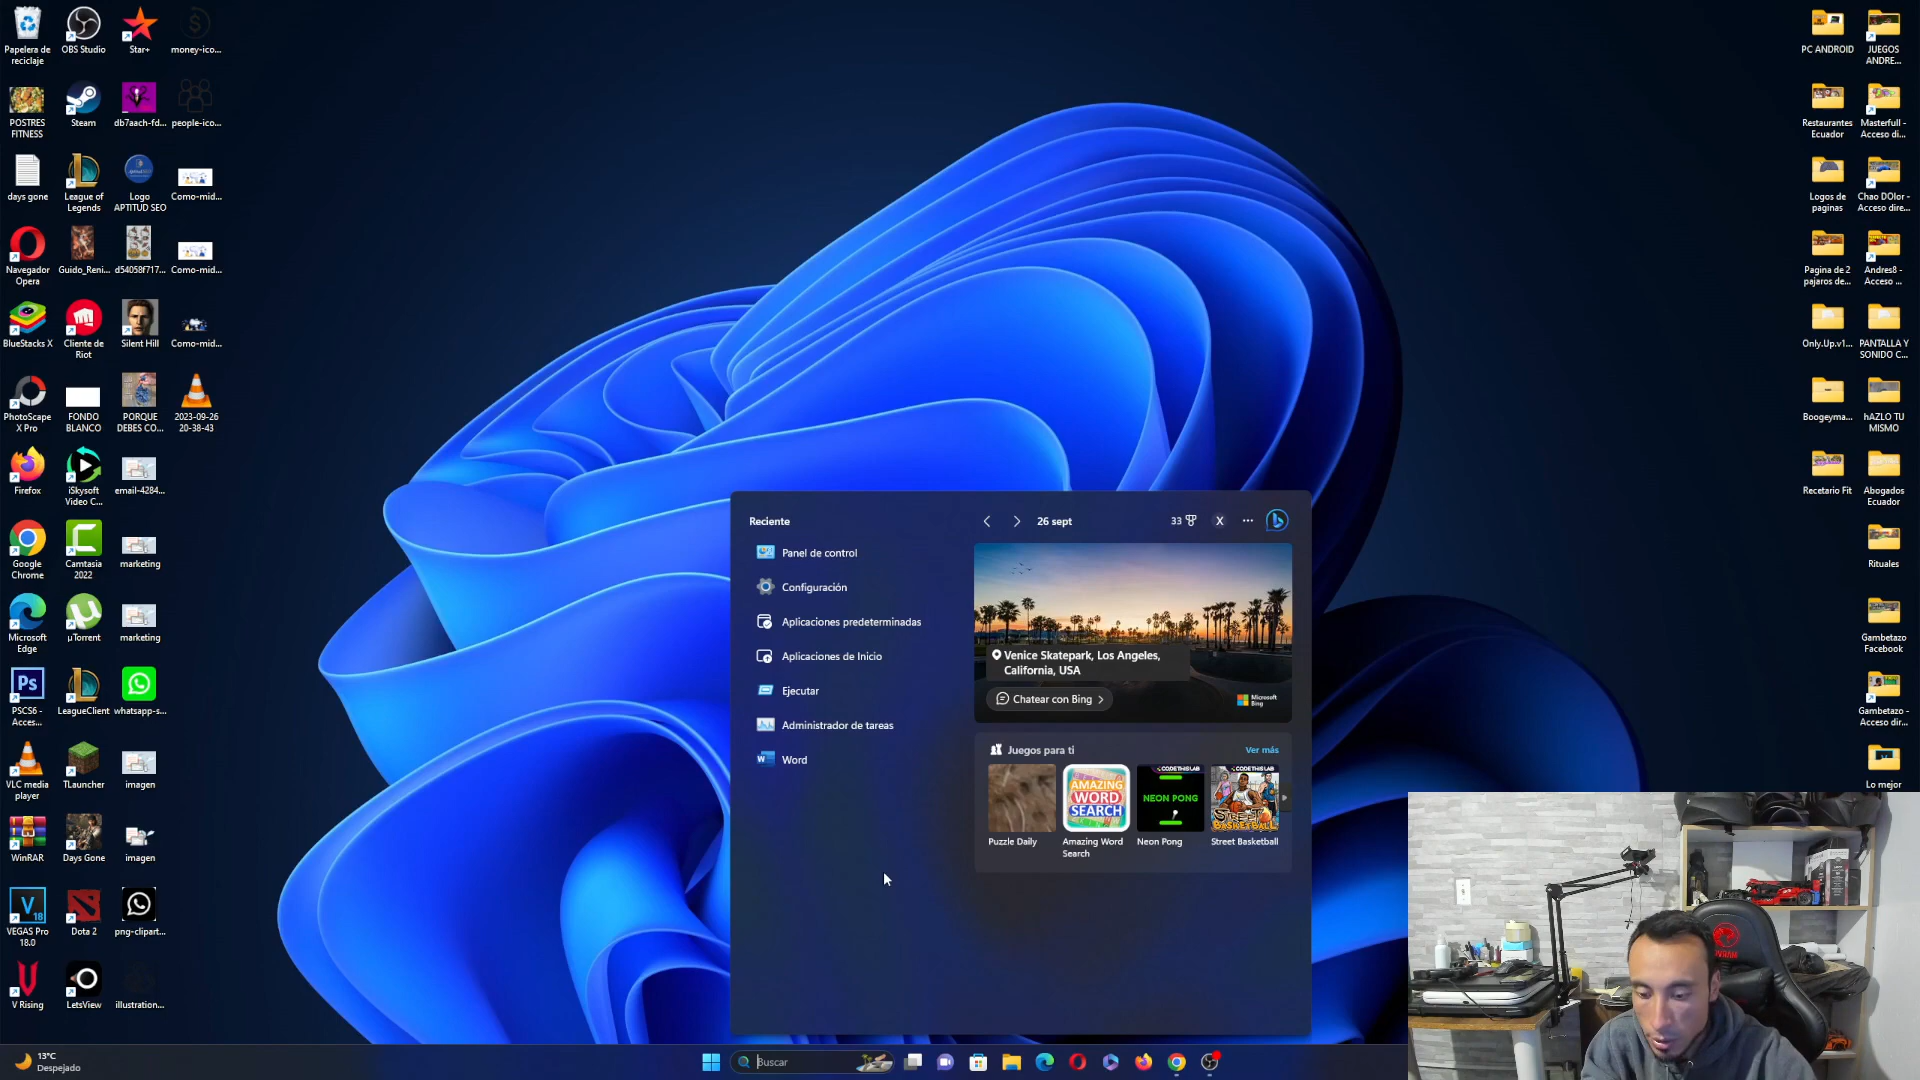 Papelera de
reciclaje
OBS Studio
Star+
money-ico...
POSTRES
FITNESS
Steam
db7aach-fd...
people-ico...
days gone
League of
Legends
Logo
APTITUD SEO
Como-mid...
Navegador
Opera
Guido_Reni...
d54058f717...
Como-mid...
BlueStacks X
Cliente de
Riot
Silent Hill
Como-mid...
PhotoScape
X Pro
FONDO
BLANCO
PORQUE
DEBES CO...
2023-09-26
20-38-43
Firefox
iSkysoft
Video C...
email-4284...
Google
Chrome
Camtasia
2022
marketing
Microsoft
Edge
µTorrent
marketing
PSCS6 -
Acces...
LeagueClient
whatsapp-s...
VLC media
player
TLauncher
imagen
WinRAR
Days Gone
imagen
VEGAS Pro
18.0
Dota 2
png-clipart...
V Rising
LetsView
illustration...
PC ANDROID
JUEGOS
ANDRE...
Restaurantes
Ecuador
Masterfull -
Acceso di...
Logos de
paginas
Chao DOlor -
Acceso dire...
Pagina de 2
pajaros de...
Andres8 -
Acceso ...
Only.Up.v1...
PANTALLA Y
SONIDO C...
Boogeyma...
hAZLO TU
MISMO
Recetario Fit
Abogados
Ecuador
Rituales
Gambetazo
Facebook
Gambetazo -
Acceso dir...
Lo mejor
Reciente
Panel de control
Configuración
Aplicaciones predeterminadas
Aplicaciones de Inicio
Ejecutar
Administrador de tareas
Word
26 sept
33
X
Venice Skatepark, Los Angeles,
California, USA
Chatear con Bing
Microsoft
Bing
Juegos para ti
Ver más
AMAZING
WORD
SEARCH
CODETHISLAB
NEON PONG
CODETHISLAB
STREET
BASKETBALL
Puzzle Daily
Amazing Word
Search
Neon Pong
Street Basketball
13°C
Despejado
Buscar